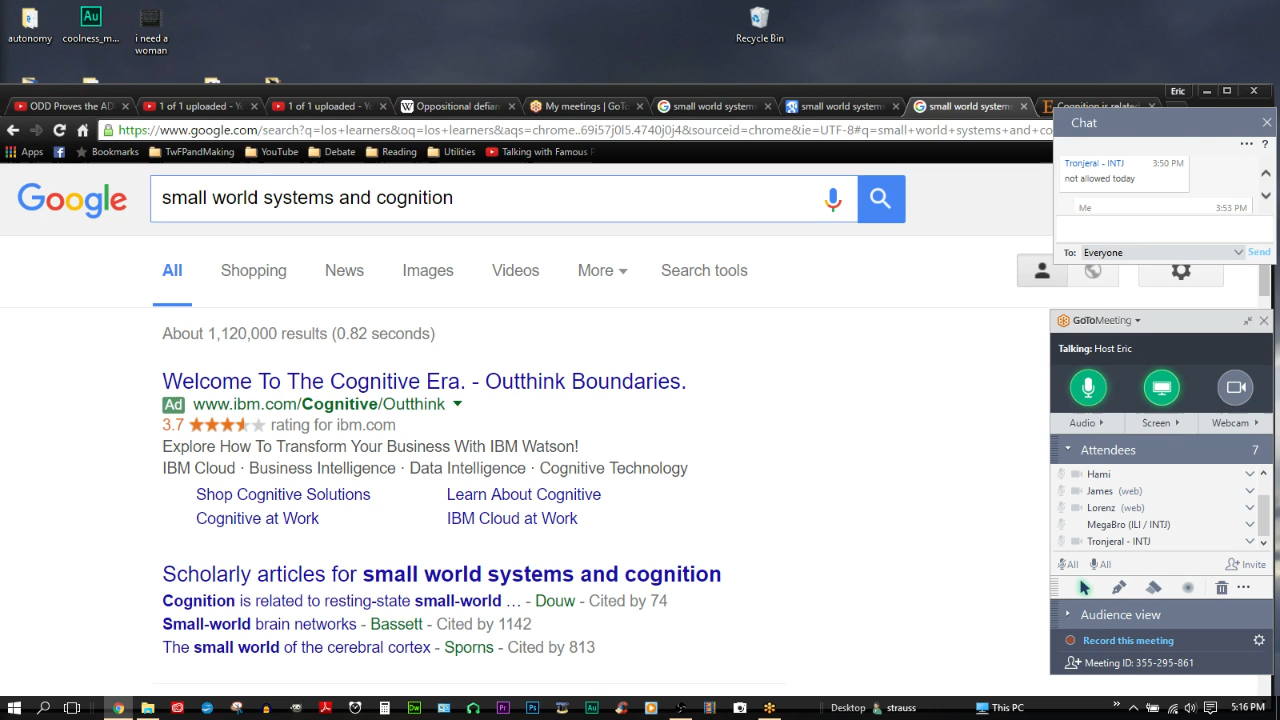 autonomy
coolness_m...
i need a
woman
Recycle Bin
Eric
ODD Proves the AD
1 of 1 uploaded - Yo
1 of 1 uploaded - Yo
Oppositional defian
My meetings | GoTo
small world system
small world system
small world system
Cognition is related
https://www.google.com/search?q=los+learners&oq=los+learners&aqs=chrome..69i57j0l5.4740j0j4&sourceid=chrome&ie=UTF-8#q=small+world+systems+and+co
Apps
Bookmarks
TwFPandMaking
YouTube
Debate
Reading
Utilities
Talking with Famous P
Chat
Tronjeral - INTJ 3:50 PM
not allowed today
Me 3:53 PM
To: Everyone Send
Google
small world systems and cognition
All Shopping News Images Videos More Search tools
About 1,120,000 results (0.82 seconds)
Welcome To The Cognitive Era. - Outthink Boundaries.
Ad www.ibm.com/Cognitive/Outthink
3.7 rating for ibm.com
Explore How To Transform Your Business With IBM Watson!
IBM Cloud · Business Intelligence · Data Intelligence · Cognitive Technology
Shop Cognitive Solutions Learn About Cognitive
Cognitive at Work IBM Cloud at Work
Scholarly articles for small world systems and cognition
Cognition is related to resting-state small-world … - Douw - Cited by 74
Small-world brain networks - Bassett - Cited by 1142
The small world of the cerebral cortex - Sporns - Cited by 813
GoToMeeting
Talking: Host Eric
Audio Screen Webcam
Attendees 7
Hami
James (web)
Lorenz (web)
MegaBro (ILI / INTJ)
Tronjeral - INTJ
All All Invite
Audience view
Record this meeting
Meeting ID: 355-295-861
Desktop strauss This PC 5:16 PM